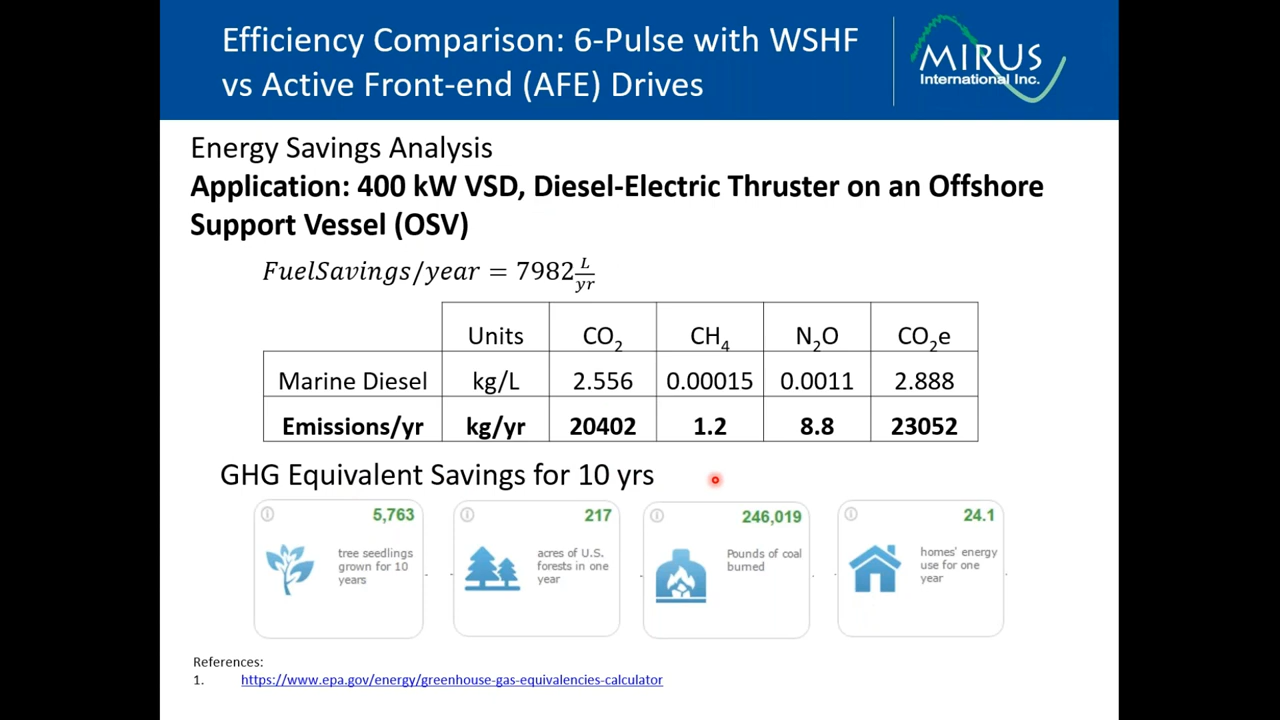 Efficiency Comparison: 6-Pulse with WSHF
vs Active Front-end (AFE) Drives
MIRUS
International Inc.
Energy Savings Analysis
Application: 400 kW VSD, Diesel-Electric Thruster on an Offshore
Support Vessel (OSV)
FuelSavings/year = 7982 L/yr
Units CO₂ CH₄ N₂O CO₂e
Marine Diesel kg/L 2.556 0.00015 0.0011 2.888
Emissions/yr kg/yr 20402 1.2 8.8 23052
GHG Equivalent Savings for 10 yrs
5,763
tree seedlings
grown for 10
years
217
acres of U.S.
forests in one
year
246,019
Pounds of coal
burned
24.1
homes' energy
use for one
year
References:
1. https://www.epa.gov/energy/greenhouse-gas-equivalencies-calculator